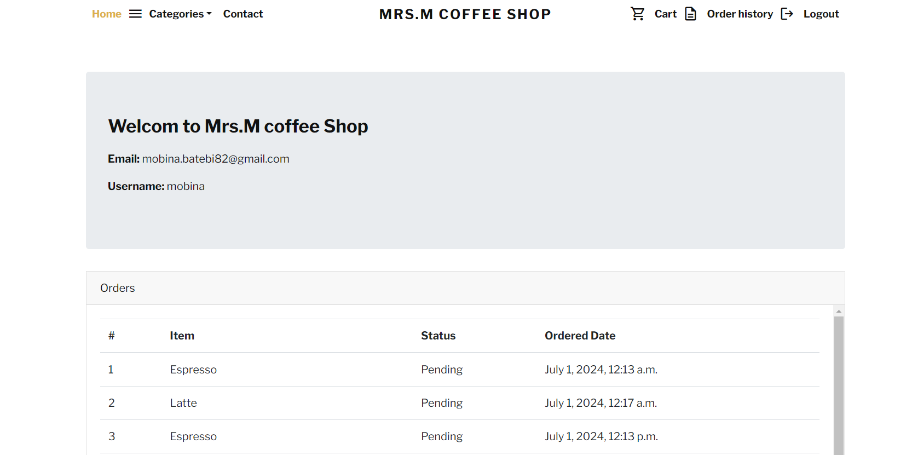 Home Categories Contact MRS.M COFFEE SHOP Cart Order history Logout
Welcom to Mrs.M coffee Shop
Email: mobina.batebi82@gmail.com
Username: mobina
Orders
# Item Status Ordered Date
1 Espresso Pending July 1, 2024, 12:13 a.m.
2 Latte Pending July 1, 2024, 12:17 a.m.
3 Espresso Pending July 1, 2024, 12:13 p.m.